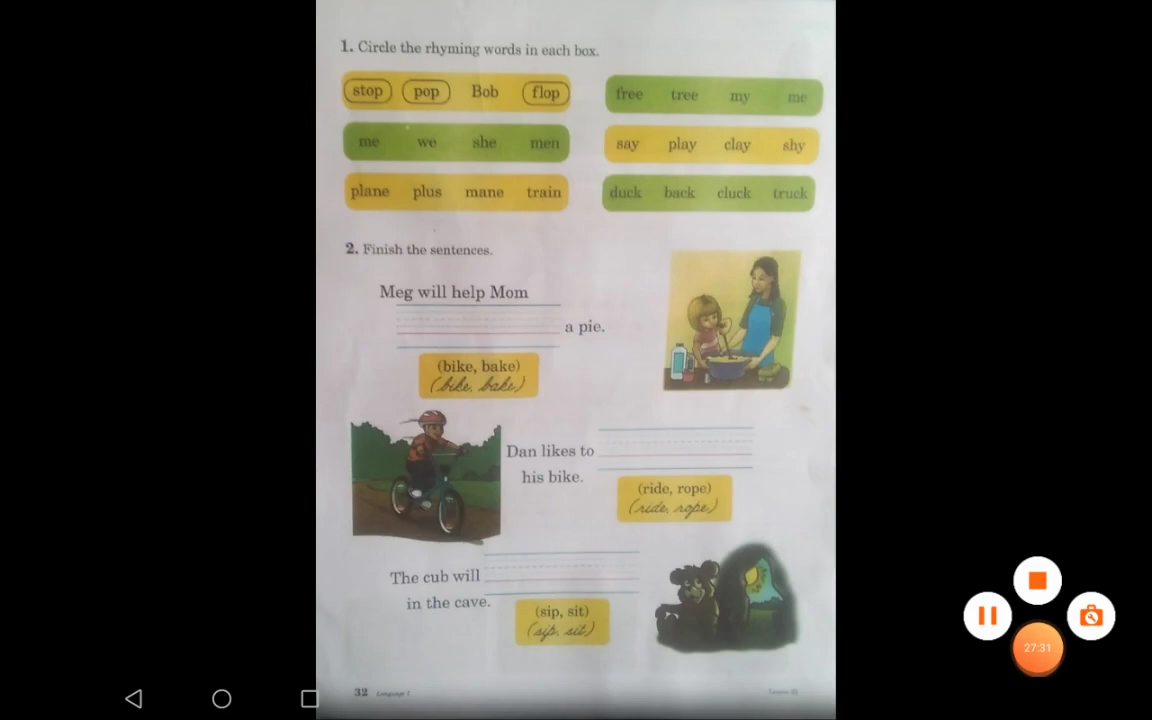 1. Circle the rhyming words in each box.
stop pop Bob flop
free tree my me
me we she men
say play clay shy
plane plus mane train
duck back cluck truck
2. Finish the sentences.
Meg will help Mom
a pie.
(bike, bake)
(bike, bake)
Dan likes to
his bike.
(ride, rope)
(ride, rope)
The cub will
in the cave.
(sip, sit)
(sip, sit)
32 Language 1
27:31